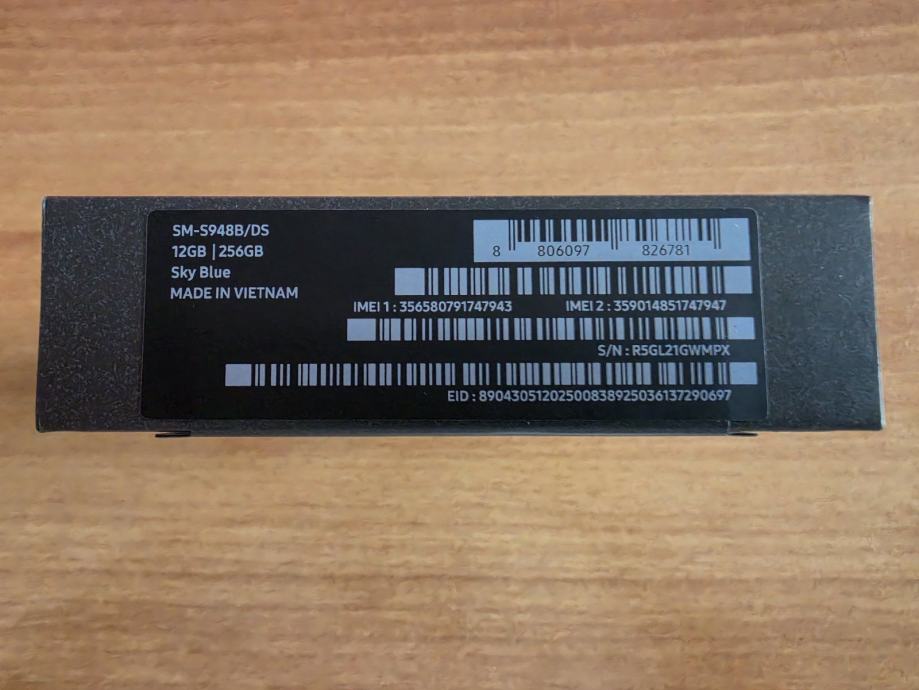 SM-S948B/DS
12GB | 256GB
Sky Blue
MADE IN VIETNAM
8 806097 826781
IMEI 1 : 356580791747943 IMEI 2 : 359014851747947
S/N : R5GL21GWMPX
EID : 89043051202500838925036137290697